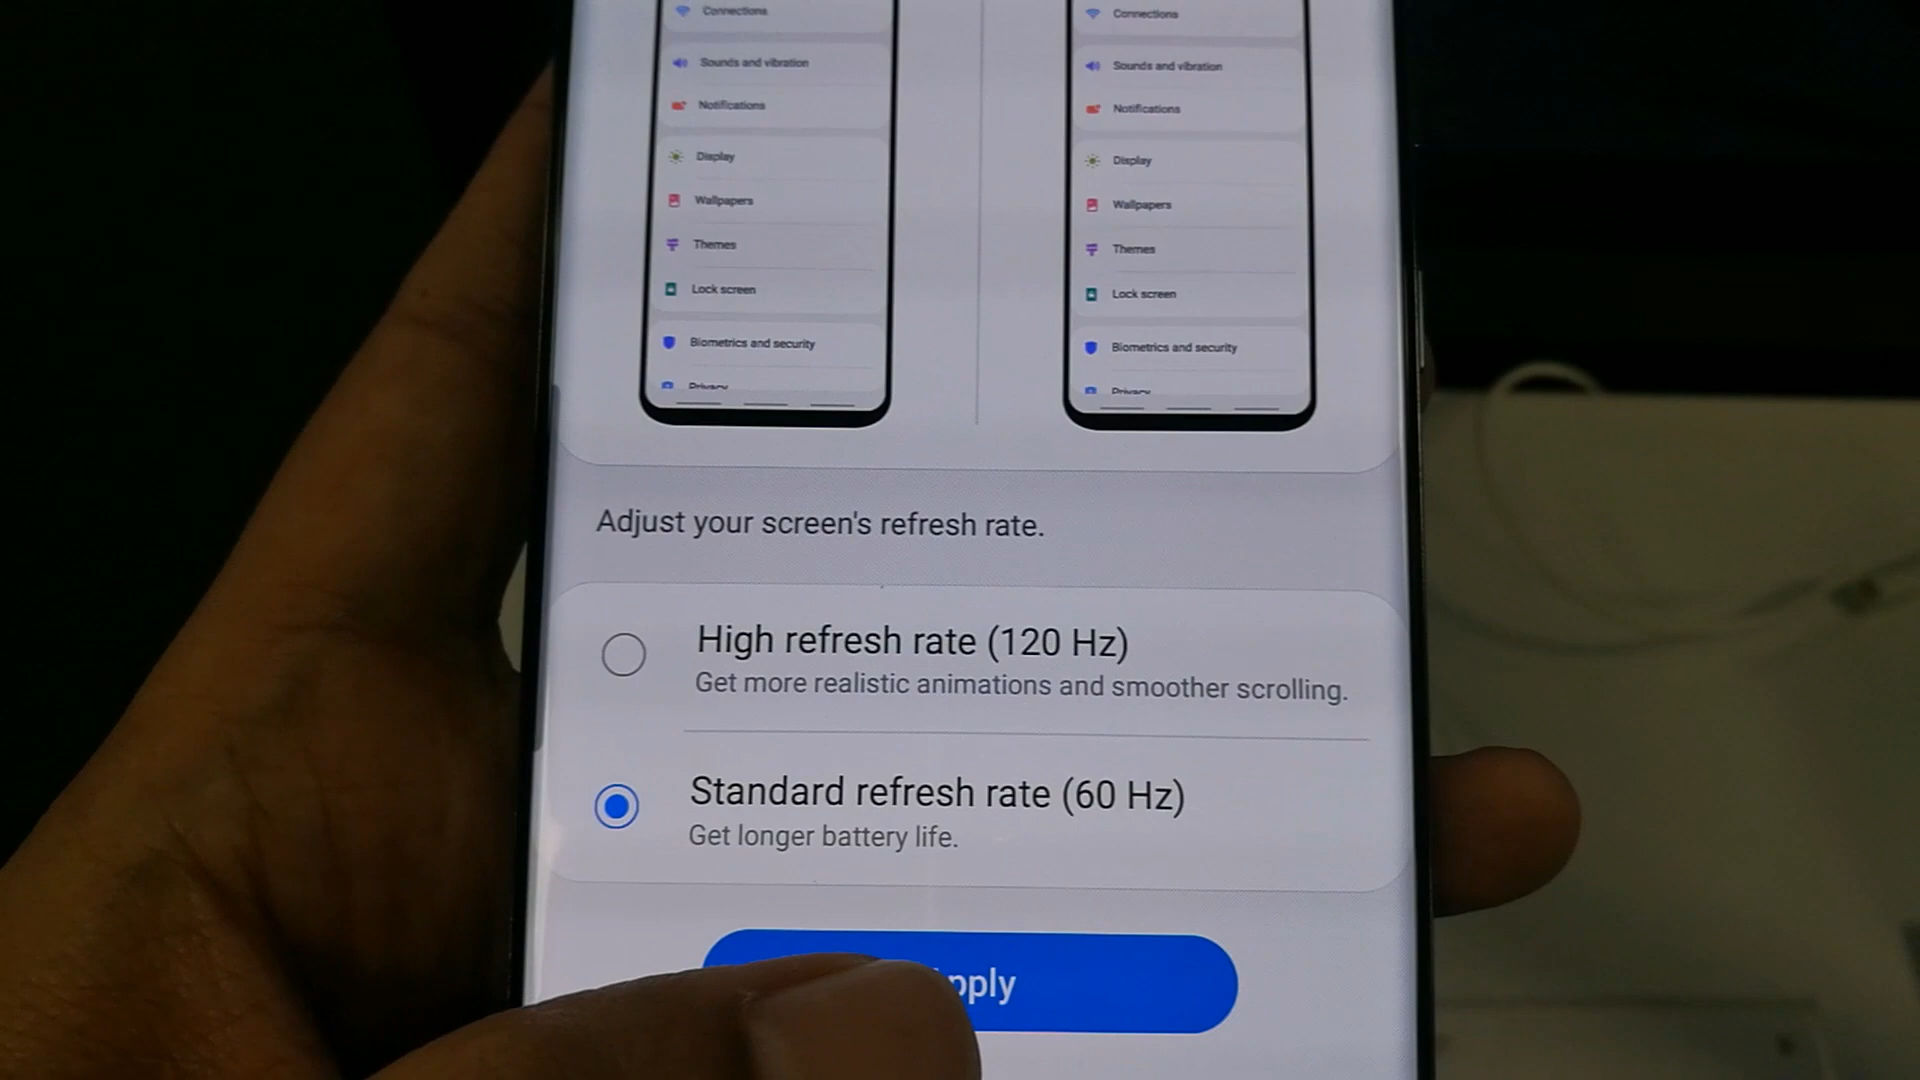 Connections
Sounds and vibration
Notifications
Display
Wallpapers
Themes
Lock screen
Biometrics and security
Privacy
Connections
Sounds and vibration
Notifications
Display
Wallpapers
Themes
Lock screen
Biometrics and security
Privacy
Adjust your screen's refresh rate.
High refresh rate (120 Hz)
Get more realistic animations and smoother scrolling.
Standard refresh rate (60 Hz)
Get longer battery life.
pply